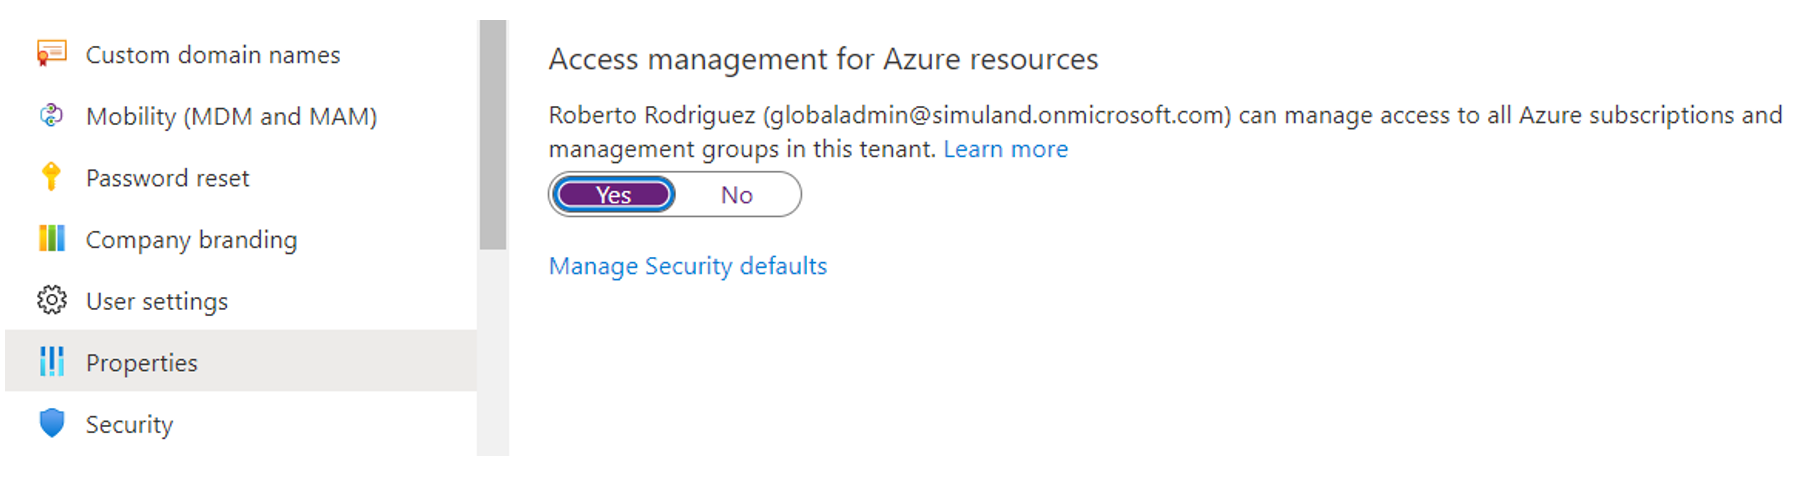 Custom domain names
Mobility (MDM and MAM)
Password reset
Company branding
User settings
Properties
Security
Access management for Azure resources
Roberto Rodriguez (globaladmin@simuland.onmicrosoft.com) can manage access to all Azure subscriptions and
management groups in this tenant. Learn more
Yes No
Manage Security defaults